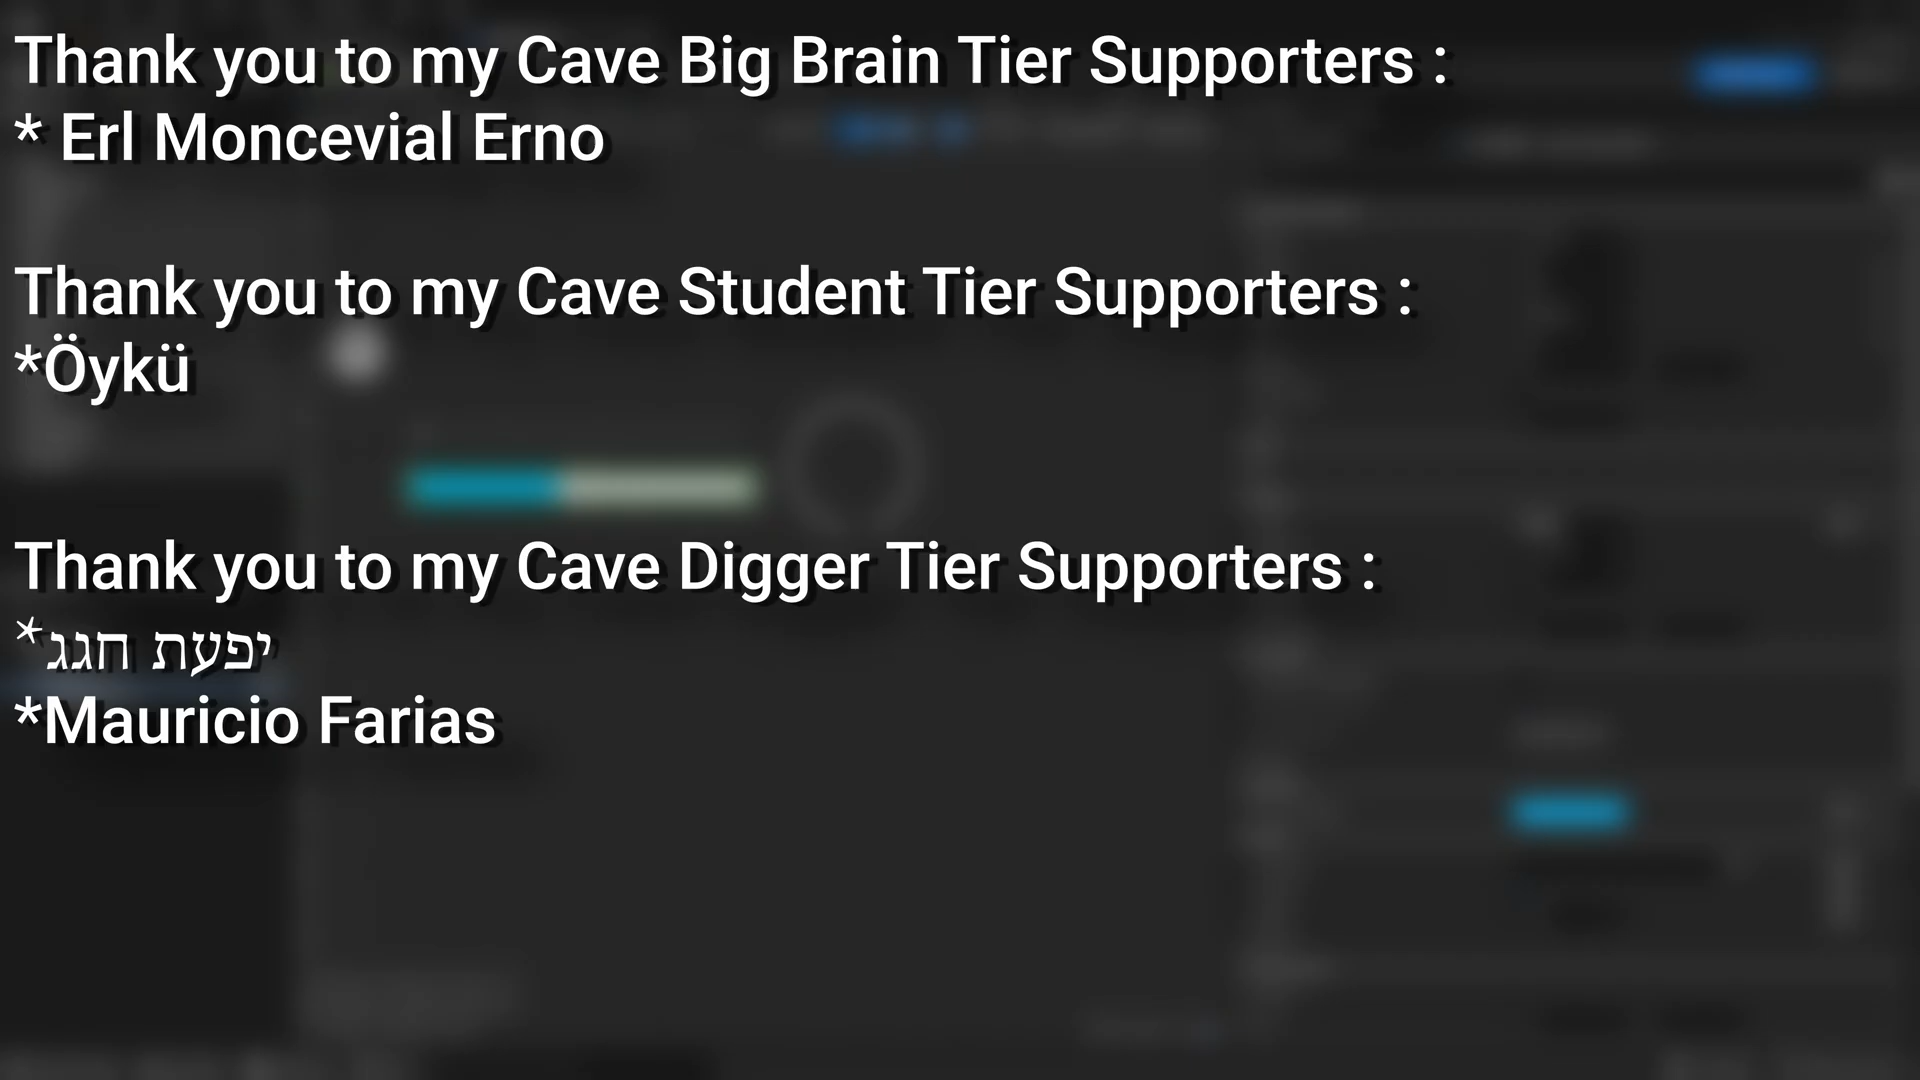 Thank you to my Cave Big Brain Tier Supporters :
* Erl Moncevial Erno
Thank you to my Cave Student Tier Supporters :
*Öykü
Thank you to my Cave Digger Tier Supporters :
*יפעת חגג
*Mauricio Farias